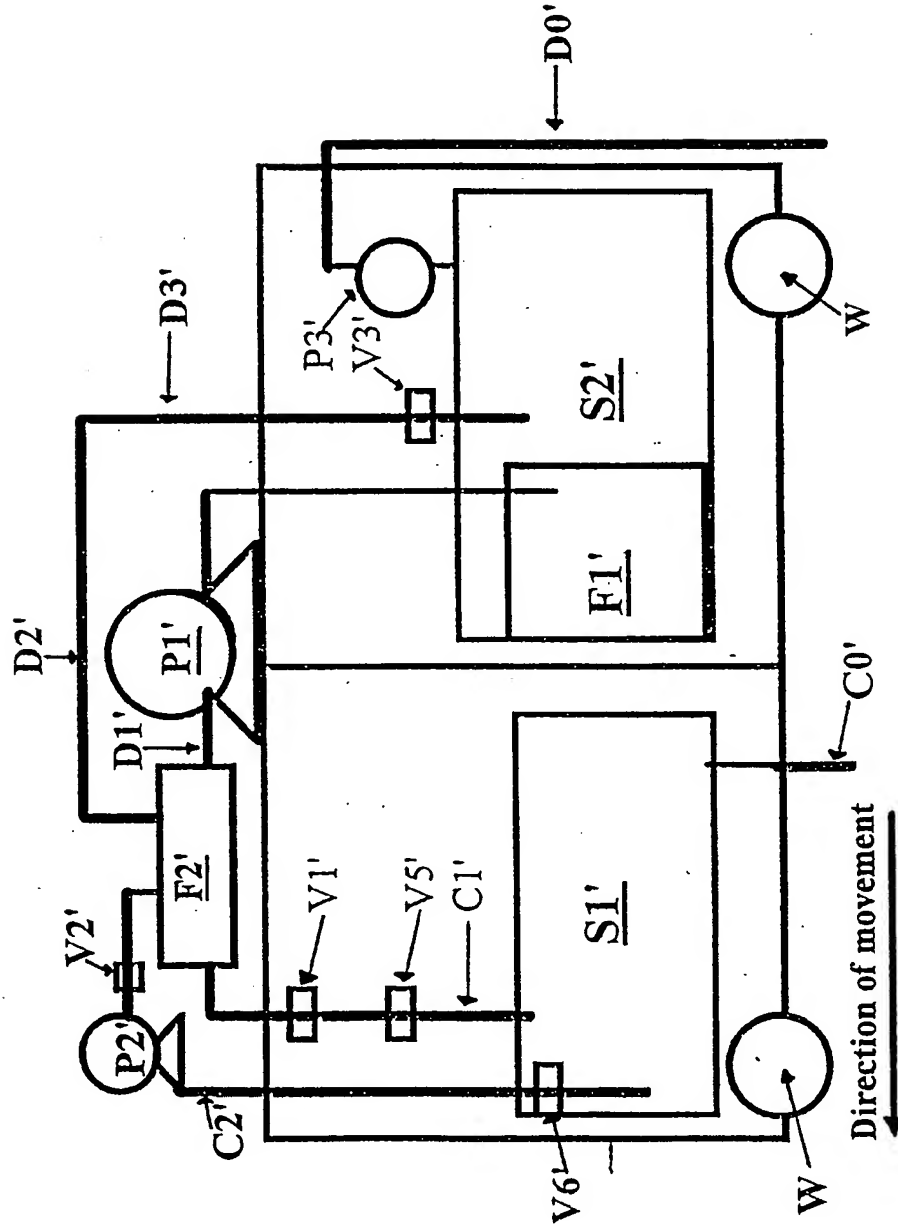 D0'
D3'
P3'
V3'
S2'
W
D2'
P1'
F1'
D1'
F2'
V2'
P2'
V1'
V5'
C1'
S1'
C0'
C2'
V6'
W
Direction of movement